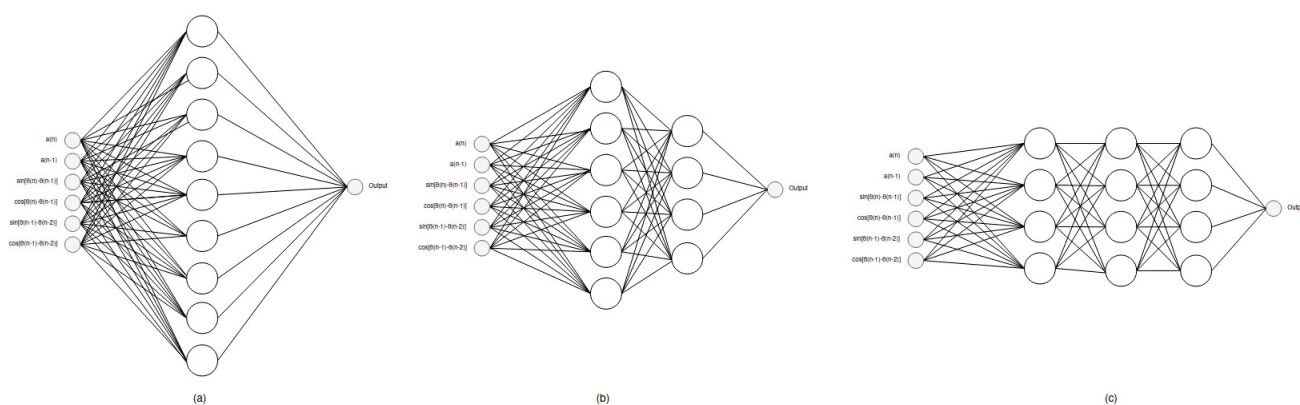 a(n)
a(n-1)
sin[θ(n)-θ(n-1)]
cos[θ(n)-θ(n-1)]
sin[θ(n-1)-θ(n-2)]
cos[θ(n-1)-θ(n-2)]
Output
(a)
a(n)
a(n-1)
sin[θ(n)-θ(n-1)]
cos[θ(n)-θ(n-1)]
sin[θ(n-1)-θ(n-2)]
cos[θ(n-1)-θ(n-2)]
Output
(b)
a(n)
a(n-1)
sin[θ(n)-θ(n-1)]
cos[θ(n)-θ(n-1)]
sin[θ(n-1)-θ(n-2)]
cos[θ(n-1)-θ(n-2)]
Outp
(c)